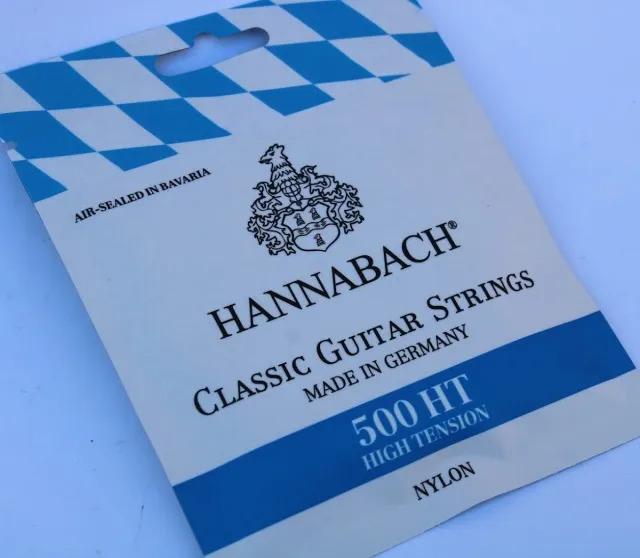 AIR-SEALED IN BAVARIA
HANNABACH®
CLASSIC GUITAR STRINGS
MADE IN GERMANY
500 HT
HIGH TENSION
NYLON